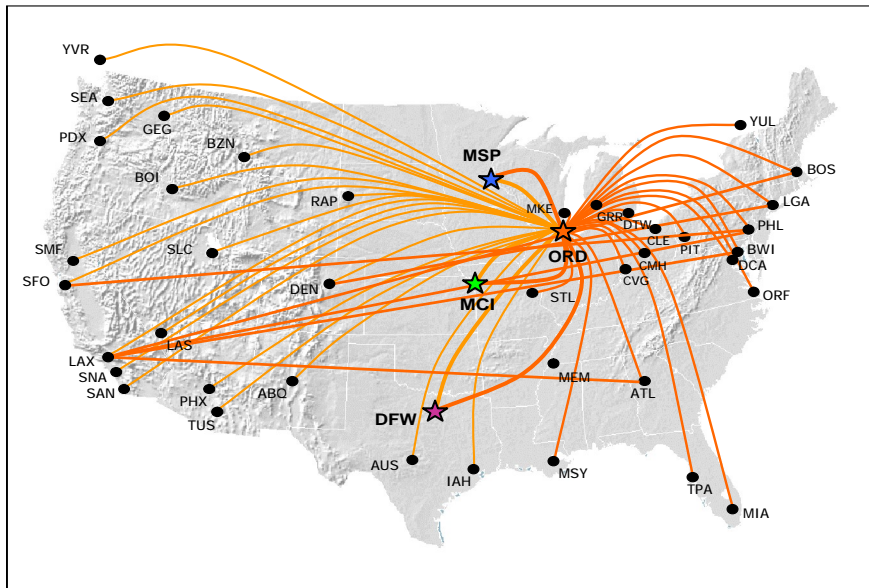 YVR
SEA
GEG
PDX
YUL
BZN
MSP
BOI
BOS
RAP
MKE
GRR
LGA
DTW
PHL
CLE
SMF
SLC
ORD
PIT
BWI
CMH
DCA
SFO
CVG
DEN
MCI
STL
ORF
LAS
LAX
SNA
MEM
SAN
PHX
ABQ
ATL
DFW
TUS
AUS
IAH
MSY
TPA
MIA